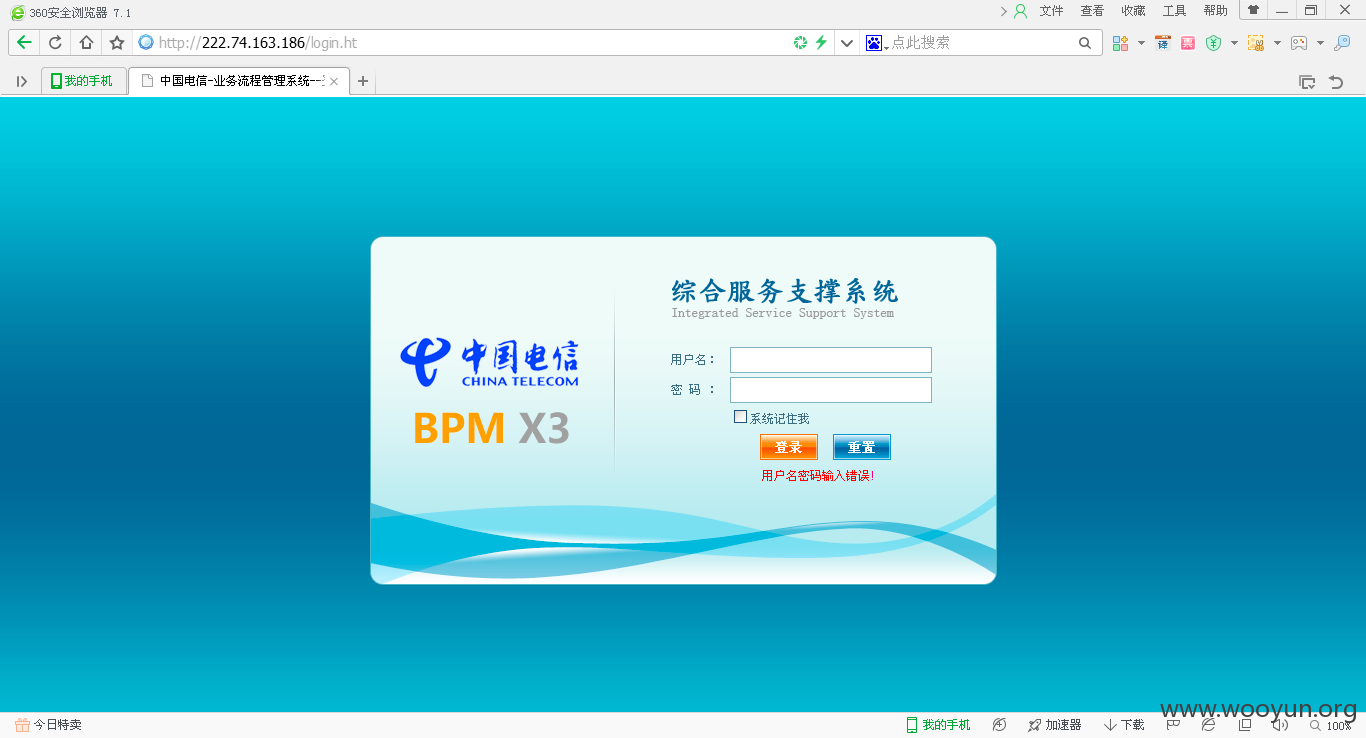 360安全浏览器 7.1
文件 查看 收藏 工具 帮助
http://222.74.163.186/login.ht
点此搜索
译
票
我的手机
中国电信-业务流程管理系统--
综合服务支撑系统
Integrated Service Support System
中国电信
CHINA TELECOM
BPM X3
用户名：
密 码 ：
系统记住我
登录 重置
用户名密码输入错误!
今日特卖
我的手机
加速器
下载
100%
www.wooyun.org